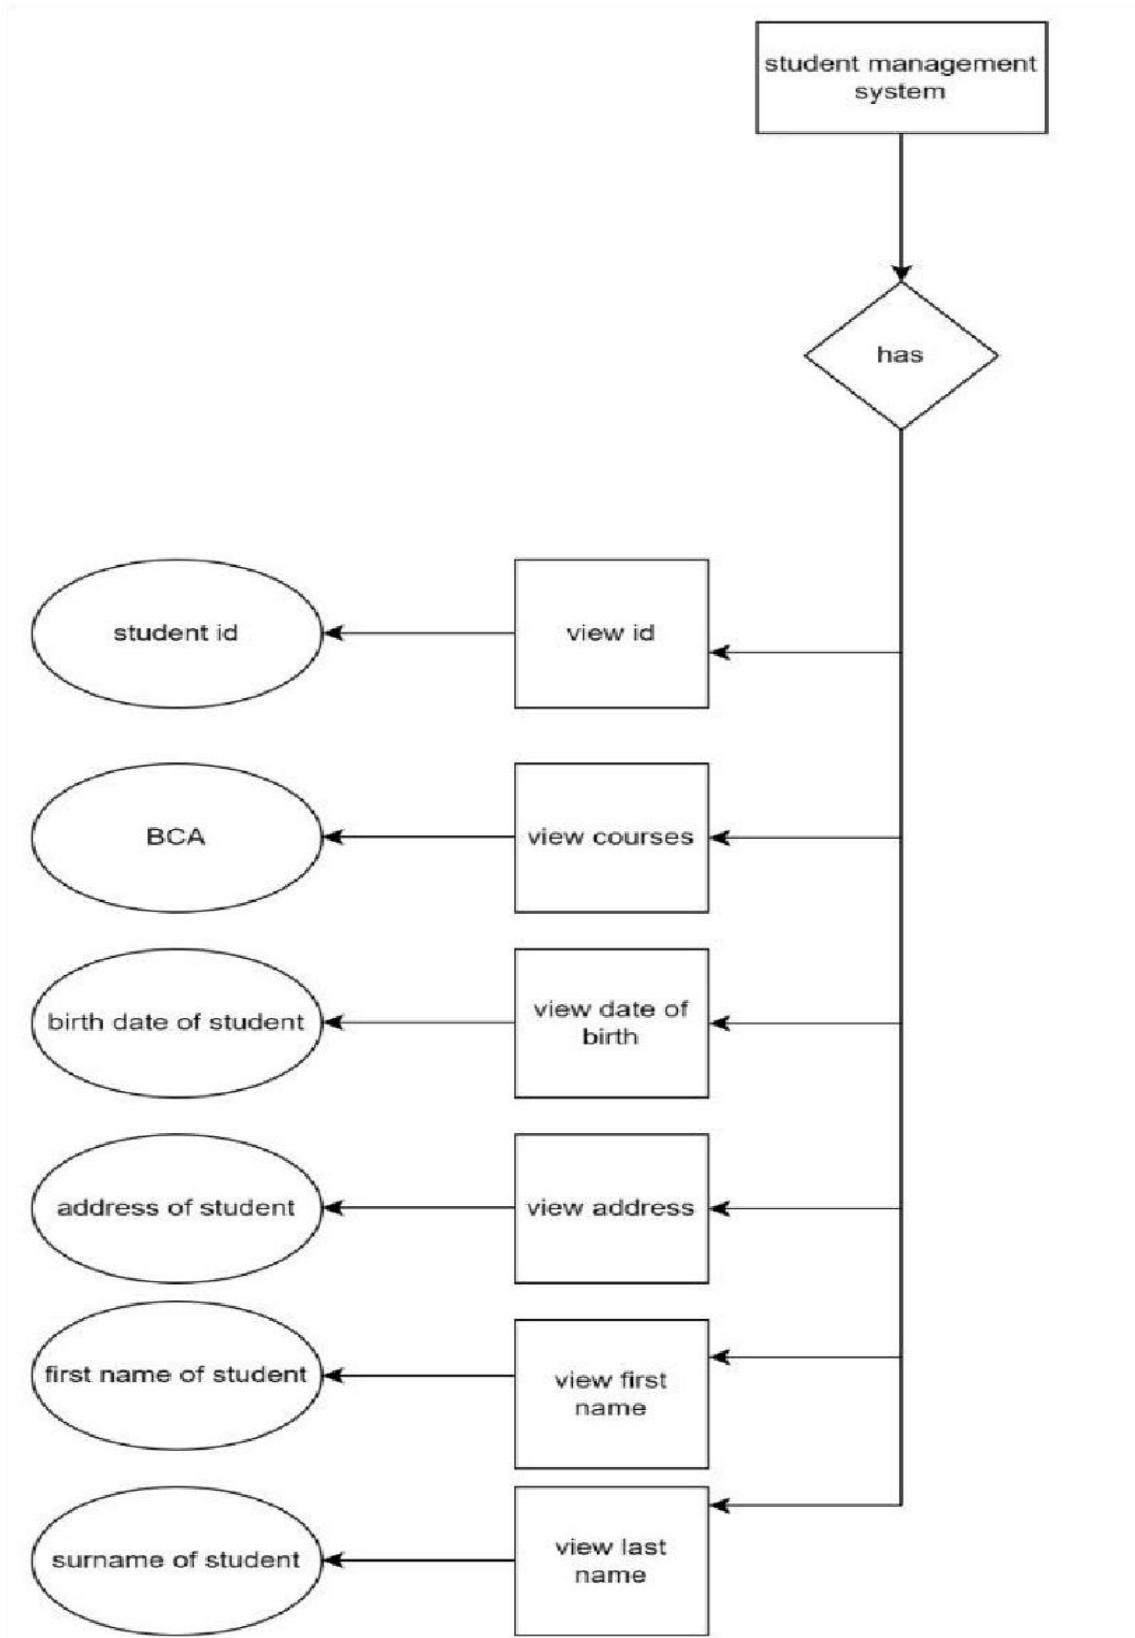 student management
system
has
student id
view id
BCA
view courses
birth date of student
view date of
birth
address of student
view address
first name of student
view first
name
surname of student
view last
name